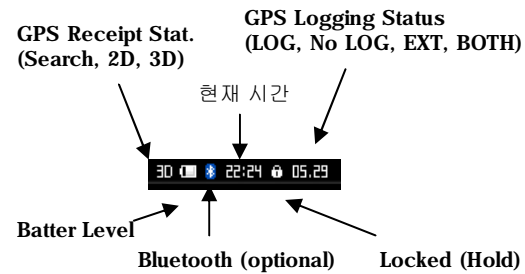 GPS Receipt Stat.
(Search, 2D, 3D)
GPS Logging Status
(LOG, No LOG, EXT, BOTH)
현재 시간
3D 22:24 05.29
Batter Level
Bluetooth (optional)
Locked (Hold)